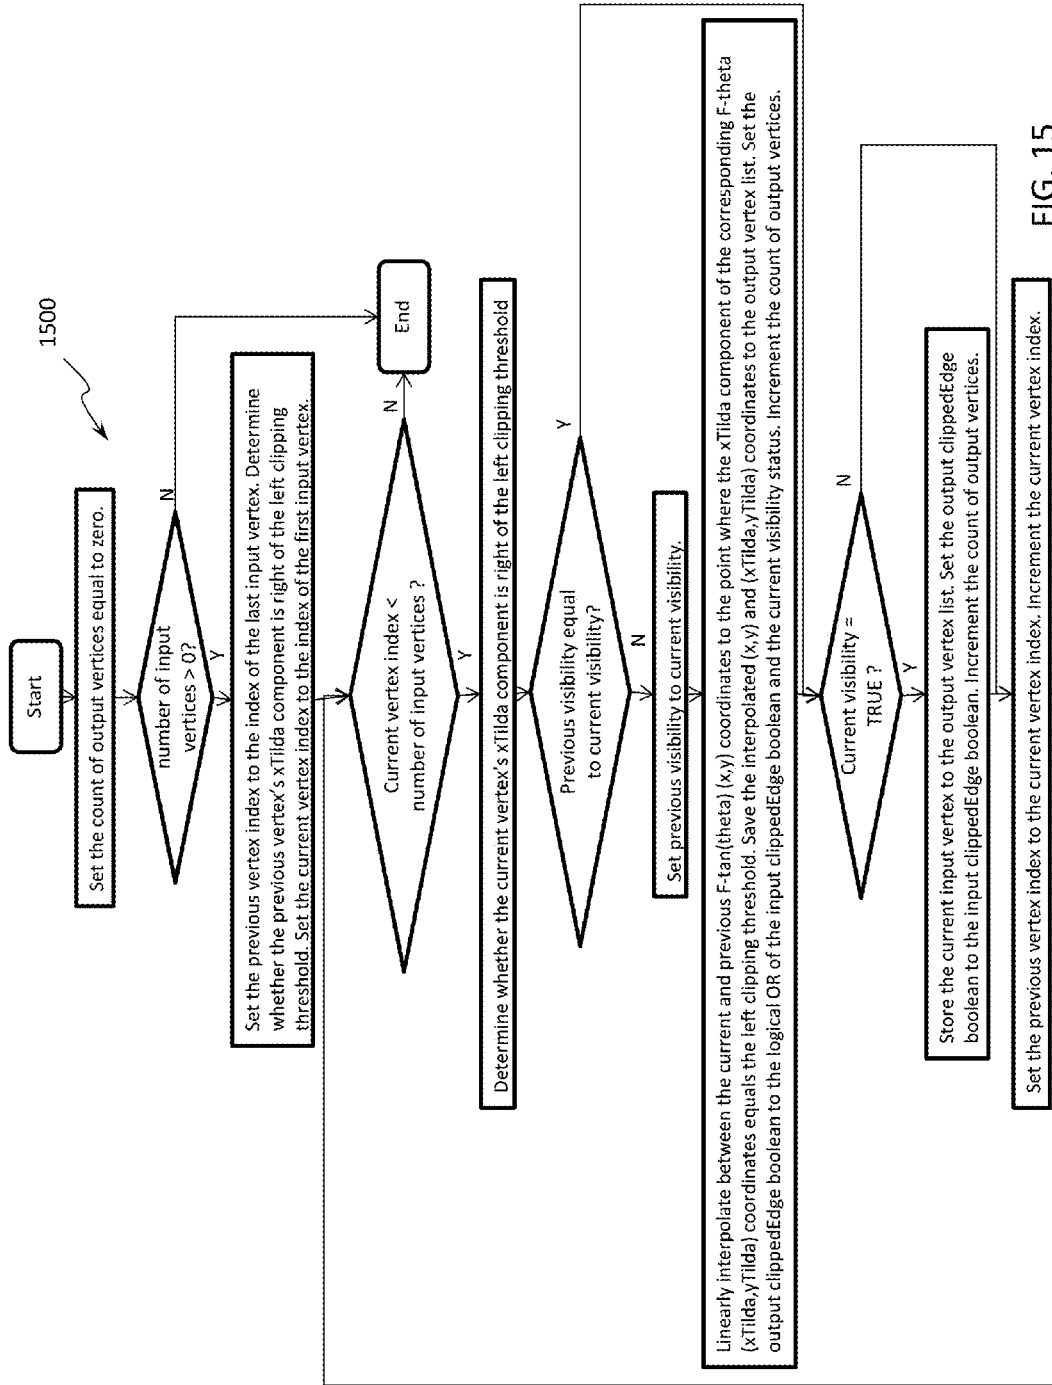 1500
Start
Set the count of output vertices equal to zero.
number of input
vertices > 0?
N
Y
Set the previous vertex index to the index of the last input vertex. Determine
whether the previous vertex's xTilda component is right of the left clipping
threshold. Set the current vertex index to the index of the first input vertex.
Current vertex index <
number of input vertices ?
N
End
Y
Determine whether the current vertex's xTilda component is right of the left clipping threshold
Previous visibility equal
to current visibility?
Y
N
Set previous visibility to current visibility.
Linearly interpolate between the current and previous F-tan(theta) (x,y) coordinates to the point where the xTilda component of the corresponding F-theta
(xTilda,yTilda) coordinates equals the left clipping threshold. Save the interpolated (x,y) and (xTilda,yTilda) coordinates to the output vertex list. Set the
output clippedEdge boolean to the logical OR of the input clippedEdge boolean and the current visibility status. Increment the count of output vertices.
Current visibility =
TRUE ?
N
Y
Store the current input vertex to the output vertex list. Set the output clippedEdge
boolean to the input clippedEdge boolean. Increment the count of output vertices.
Set the previous vertex index to the current vertex index. Increment the current vertex index.
FIG. 15